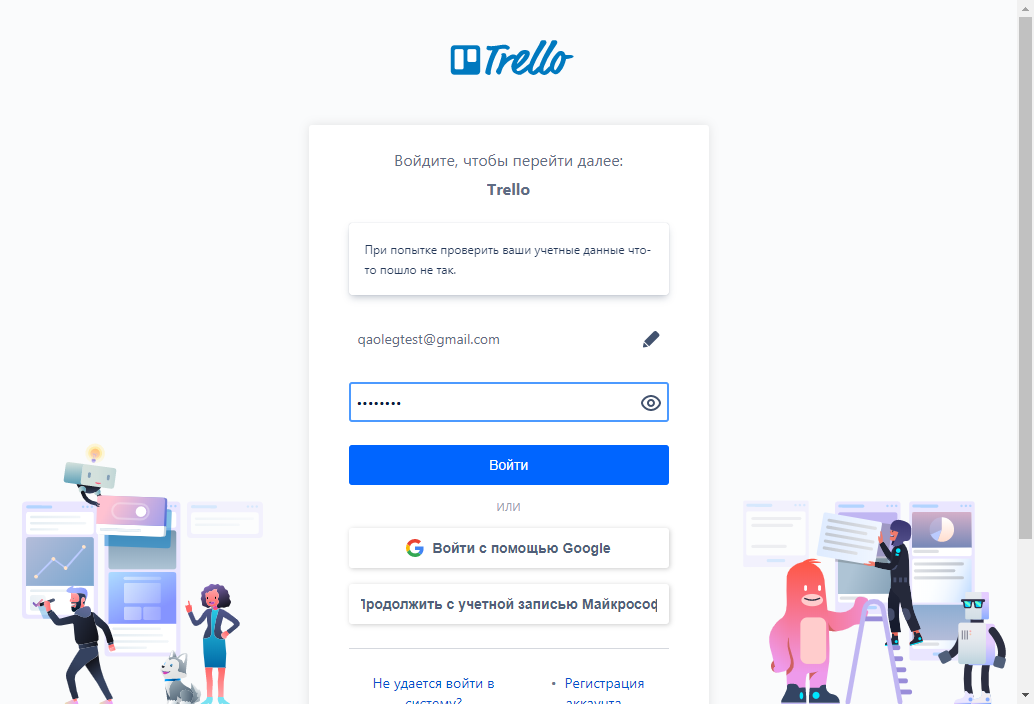 Trello
Войдите, чтобы перейти далее:
Trello
При попытке проверить ваши учетные данные что-
то пошло не так.
qaolegtest@gmail.com
Войти
ИЛИ
Войти с помощью Google
Продолжить с учетной записью Майкрософ
Не удается войти в
систему?
• Регистрация
аккаунта